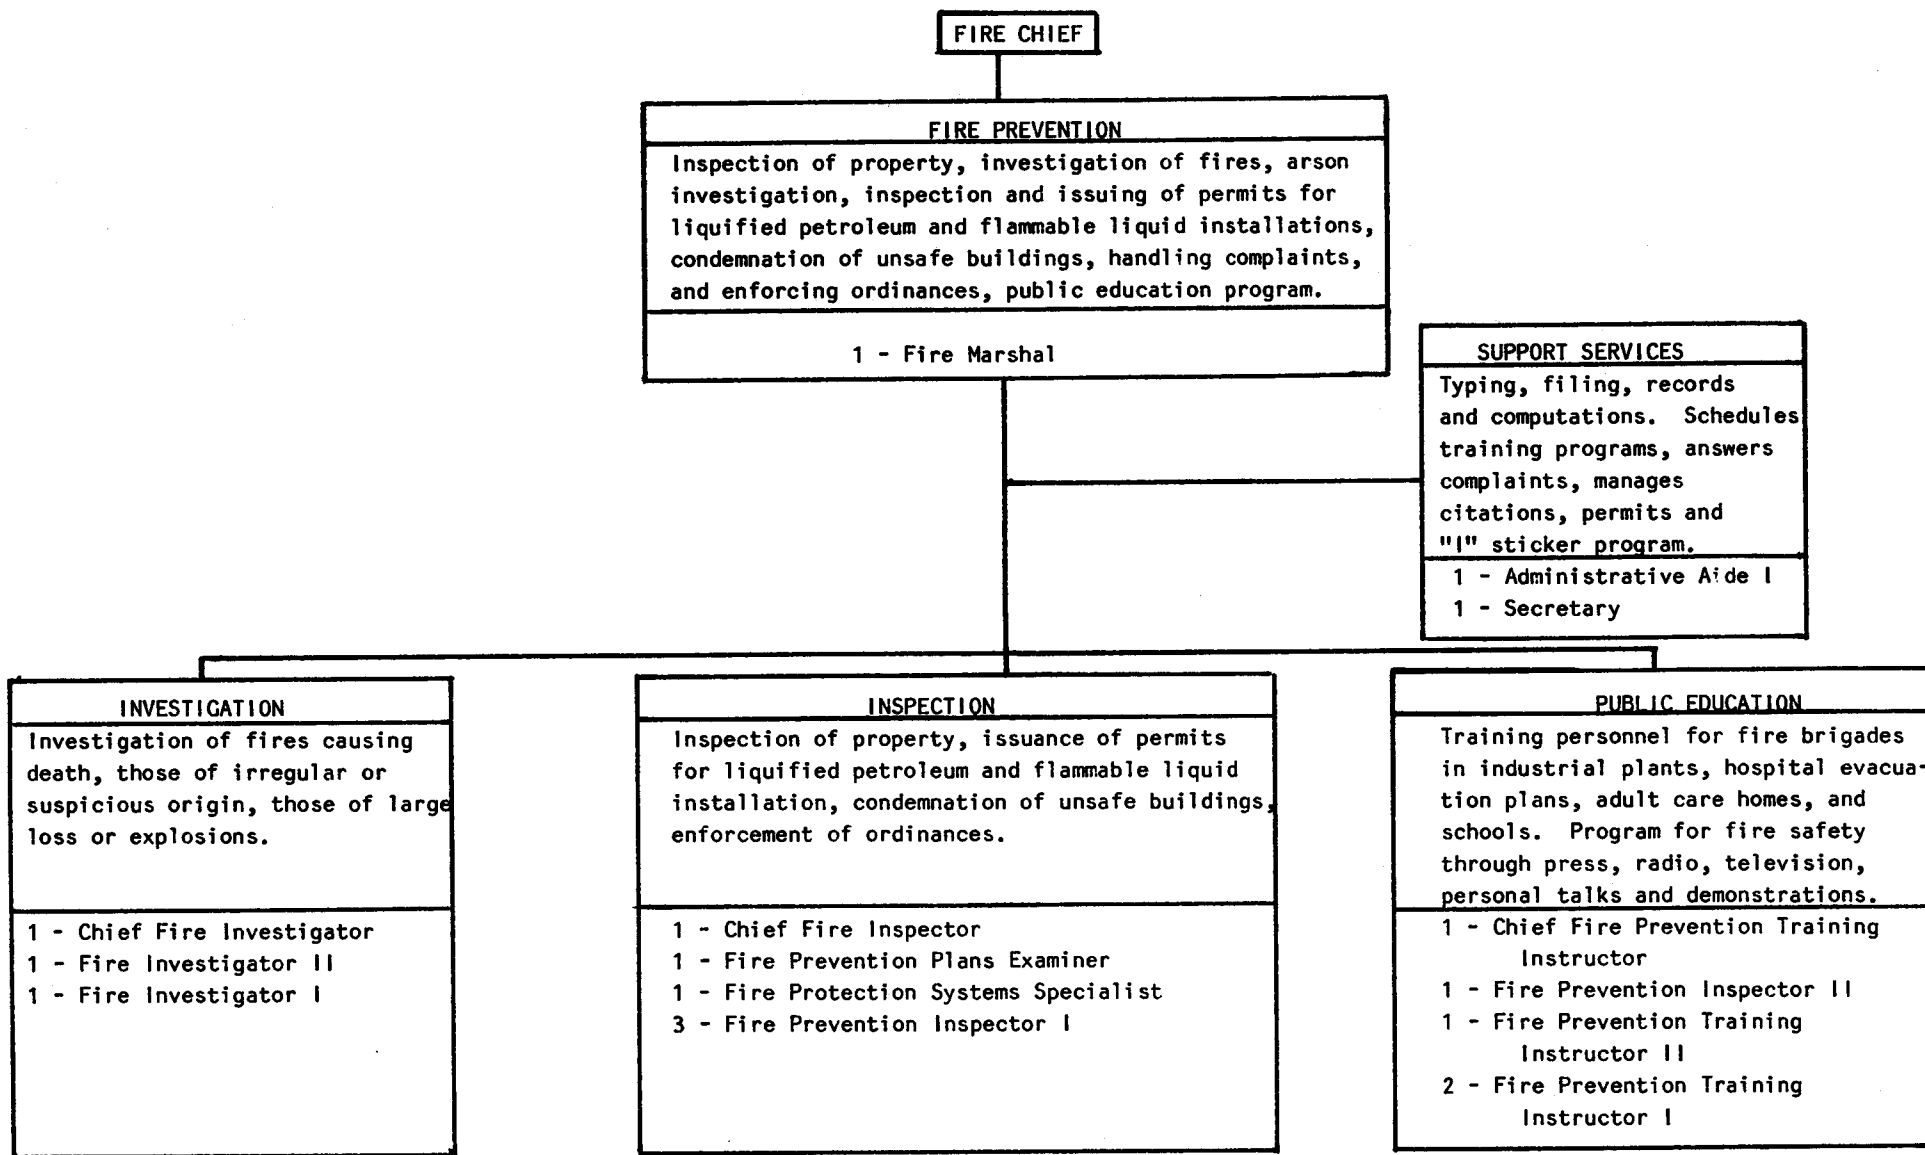 FIRE CHIEF
FIRE PREVENTION
Inspection of property, investigation of fires, arson
investigation, inspection and issuing of permits for
liquified petroleum and flammable liquid installations,
condemnation of unsafe buildings, handling complaints,
and enforcing ordinances, public education program.
1 - Fire Marshal
SUPPORT SERVICES
Typing, filing, records
and computations. Schedules
training programs, answers
complaints, manages
citations, permits and
"I" sticker program.
1 - Administrative Aide I
1 - Secretary
INVESTIGATION
Investigation of fires causing
death, those of irregular or
suspicious origin, those of large
loss or explosions.
1 - Chief Fire Investigator
1 - Fire Investigator II
1 - Fire Investigator I
INSPECTION
Inspection of property, issuance of permits
for liquified petroleum and flammable liquid
installation, condemnation of unsafe buildings,
enforcement of ordinances.
1 - Chief Fire Inspector
1 - Fire Prevention Plans Examiner
1 - Fire Protection Systems Specialist
3 - Fire Prevention Inspector I
PUBLIC EDUCATION
Training personnel for fire brigades
in industrial plants, hospital evacua-
tion plans, adult care homes, and
schools. Program for fire safety
through press, radio, television,
personal talks and demonstrations.
1 - Chief Fire Prevention Training
Instructor
1 - Fire Prevention Inspector II
1 - Fire Prevention Training
Instructor II
2 - Fire Prevention Training
Instructor I